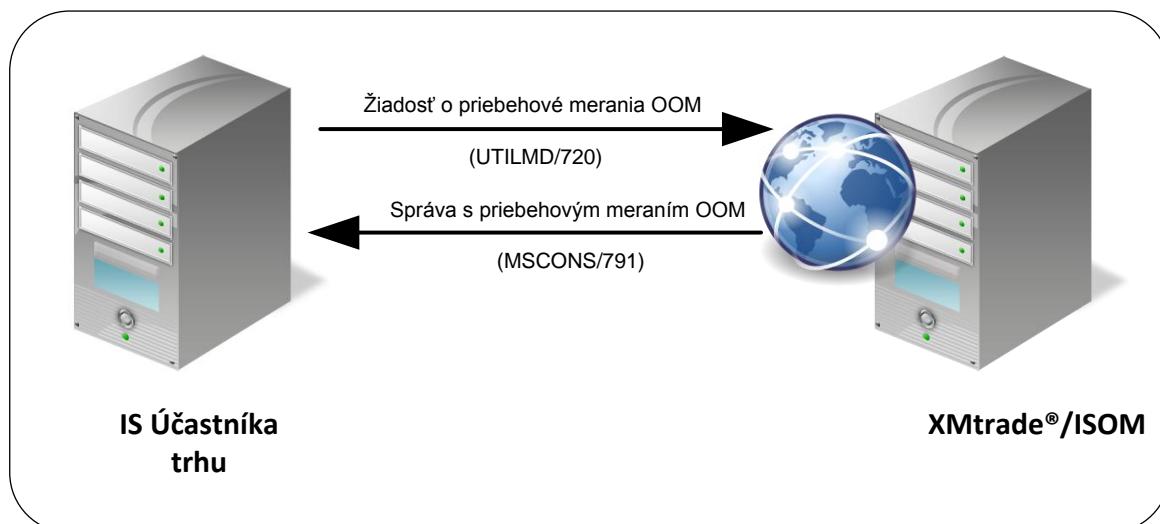 Žiadosť o priebehové merania OOM
(UTILMD/720)
Správa s priebehovým meraním OOM
(MSCONS/791)
IS Účastníka
trhu
XMtrade®/ISOM